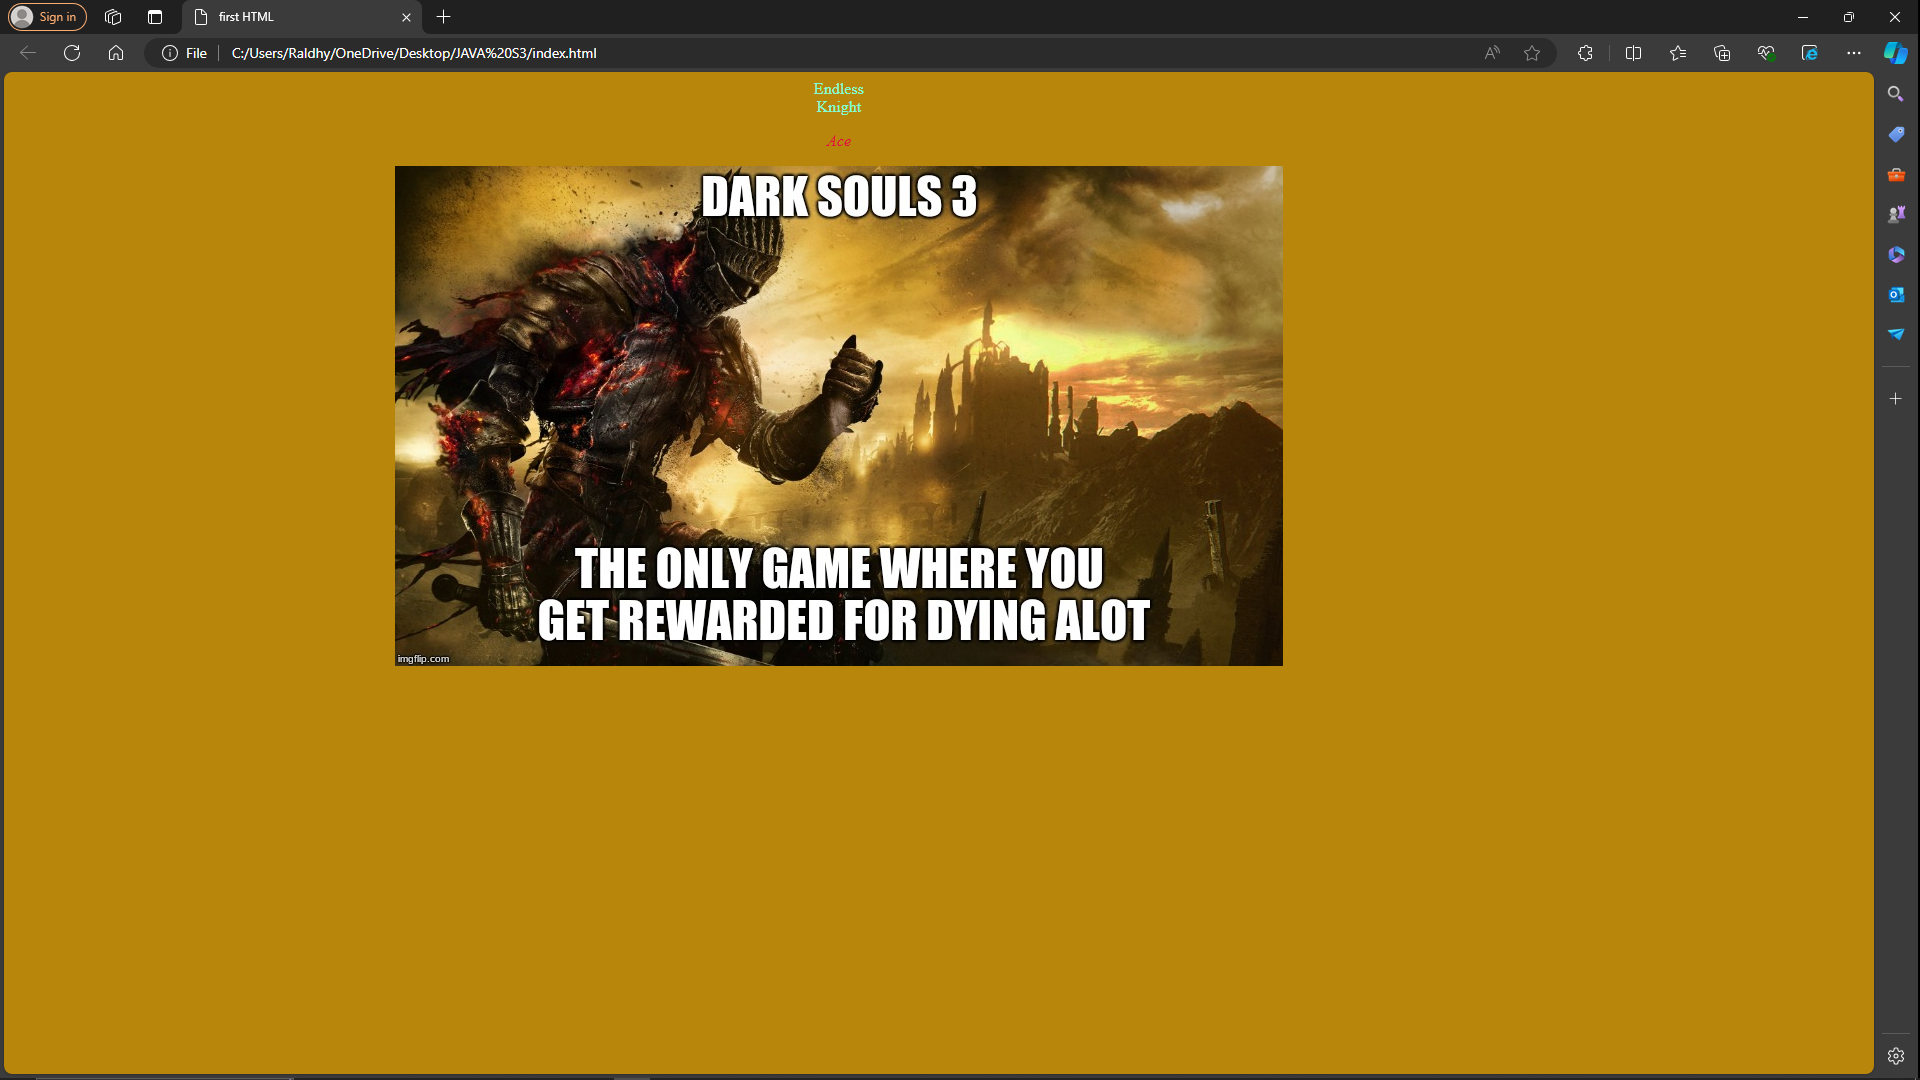 Sign in
first HTML
File
C:/Users/Raldhy/OneDrive/Desktop/JAVA%20S3/index.html
Endless
Knight
Ace
DARK SOULS 3
THE ONLY GAME WHERE YOU
GET REWARDED FOR DYING ALOT
imgflip.com